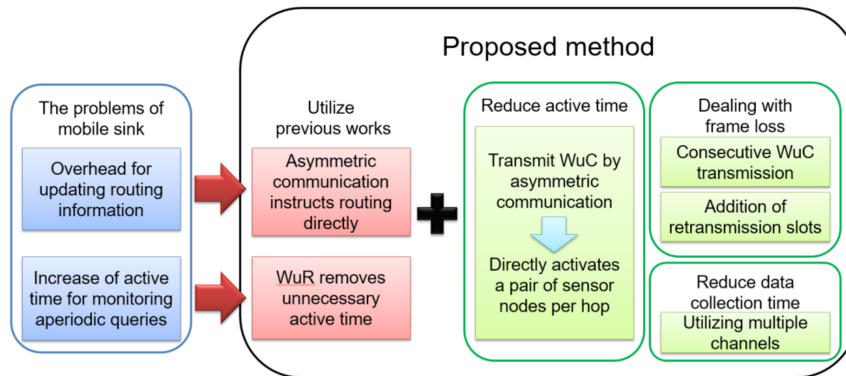 Proposed method
The problems of
mobile sink
Overhead for
updating routing
information
Increase of active
time for monitoring
aperiodic queries
Utilize
previous works
Asymmetric
communication
instructs routing
directly
WuR removes
unnecessary
active time
Reduce active time
Transmit WuC by
asymmetric
communication
Directly activates
a pair of sensor
nodes per hop
Dealing with
frame loss
Consecutive WuC
transmission
Addition of
retransmission slots
Reduce data
collection time
Utilizing multiple
channels